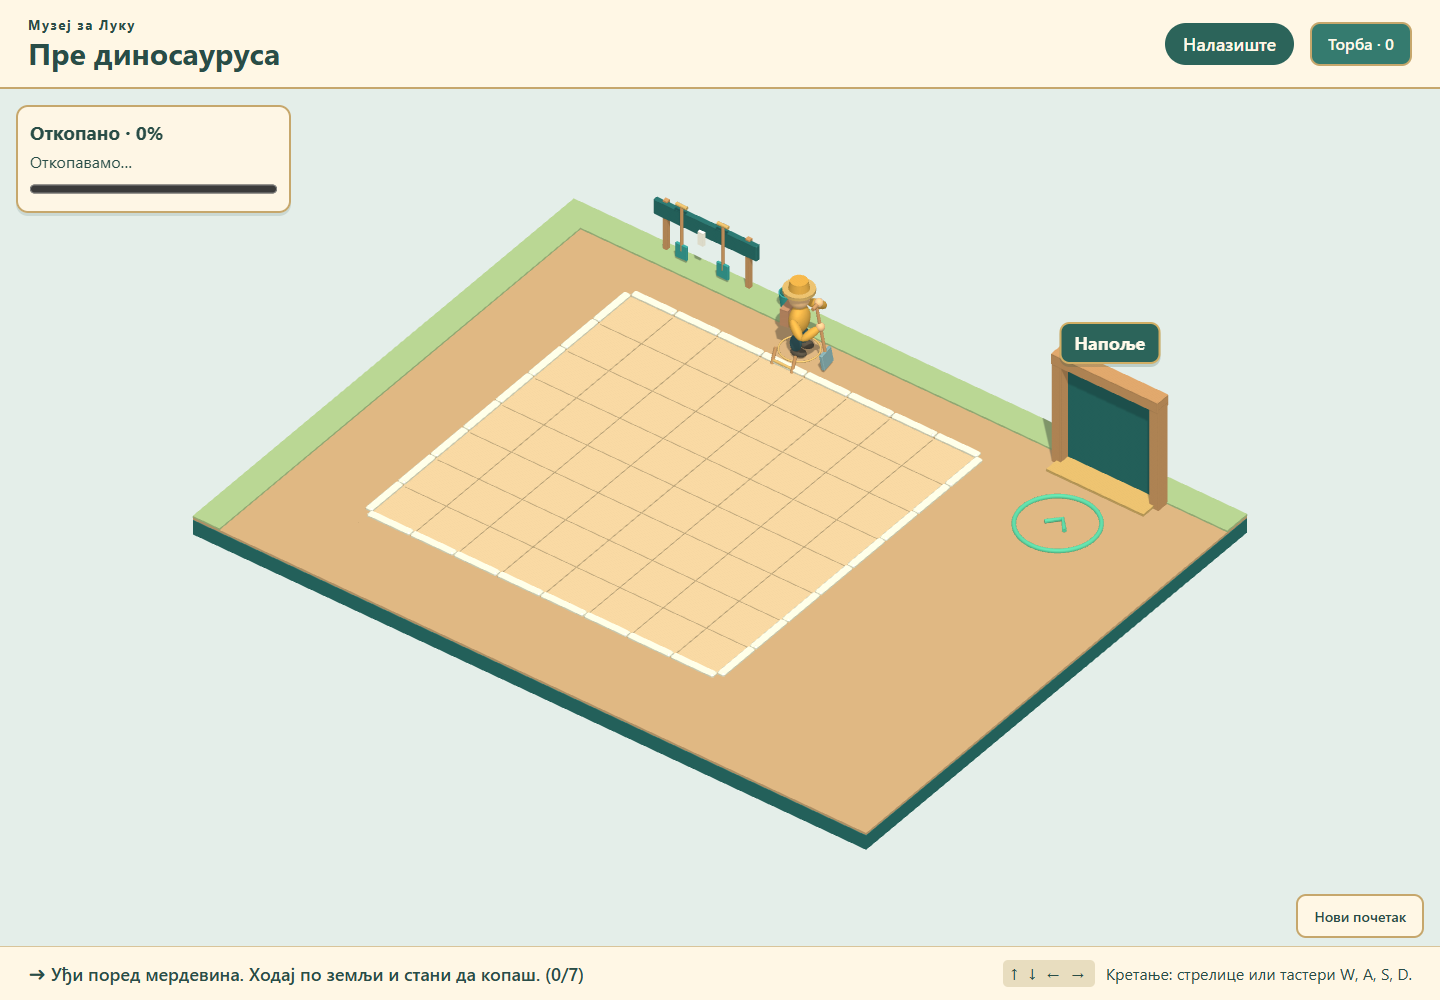 Музеј за Луку
Пре диносауруса
Налазиште
Торба · 0
Откопано · 0%
Откопавамо...
Напоље
Нови почетак
→ Уђи поред мердевина. Ходај по земљи и стани да копаш. (0/7)
↑ ↓ ← → Кретање: стрелице или тастери W, A, S, D.